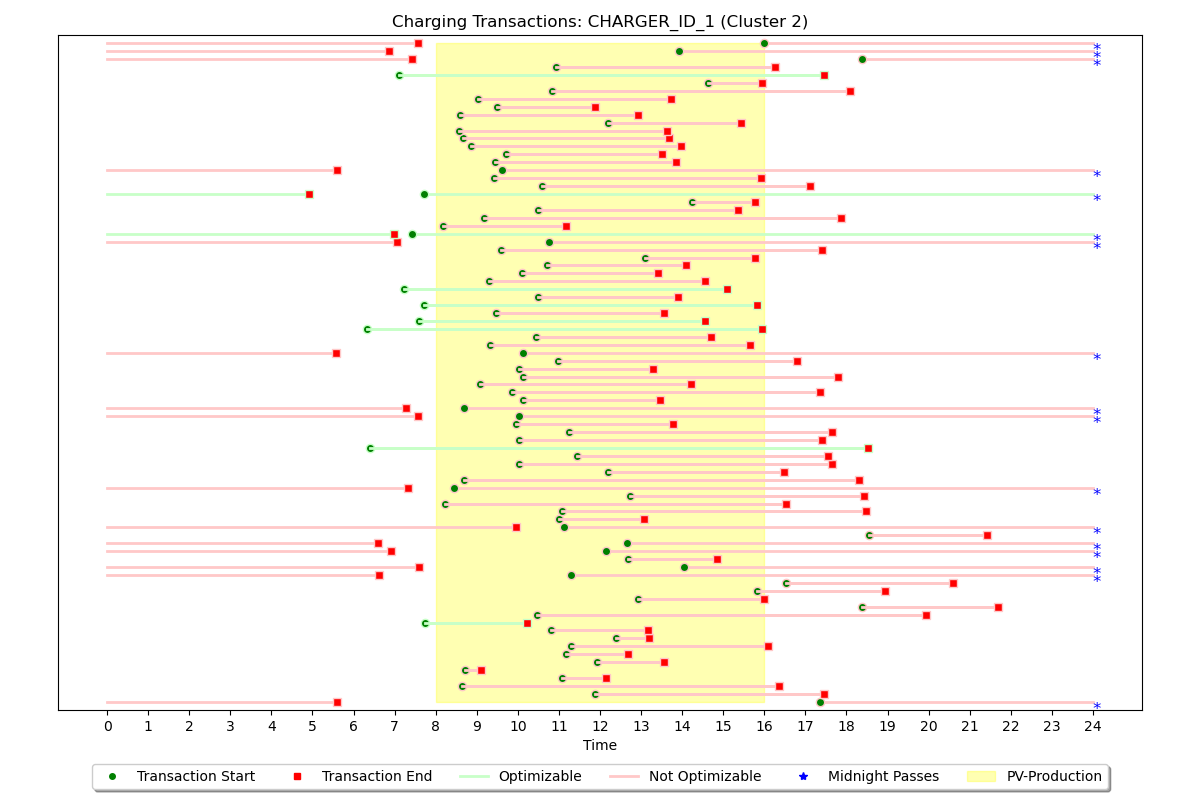 Charging Transactions: CHARGER_ID_1 (Cluster 2)
0 1 2 3 4 5 6 7 8 9 10 11 12 13 14 15 16 17 18 19 20 21 22 23 24
Time
Transaction Start Transaction End Optimizable Not Optimizable Midnight Passes PV-Production